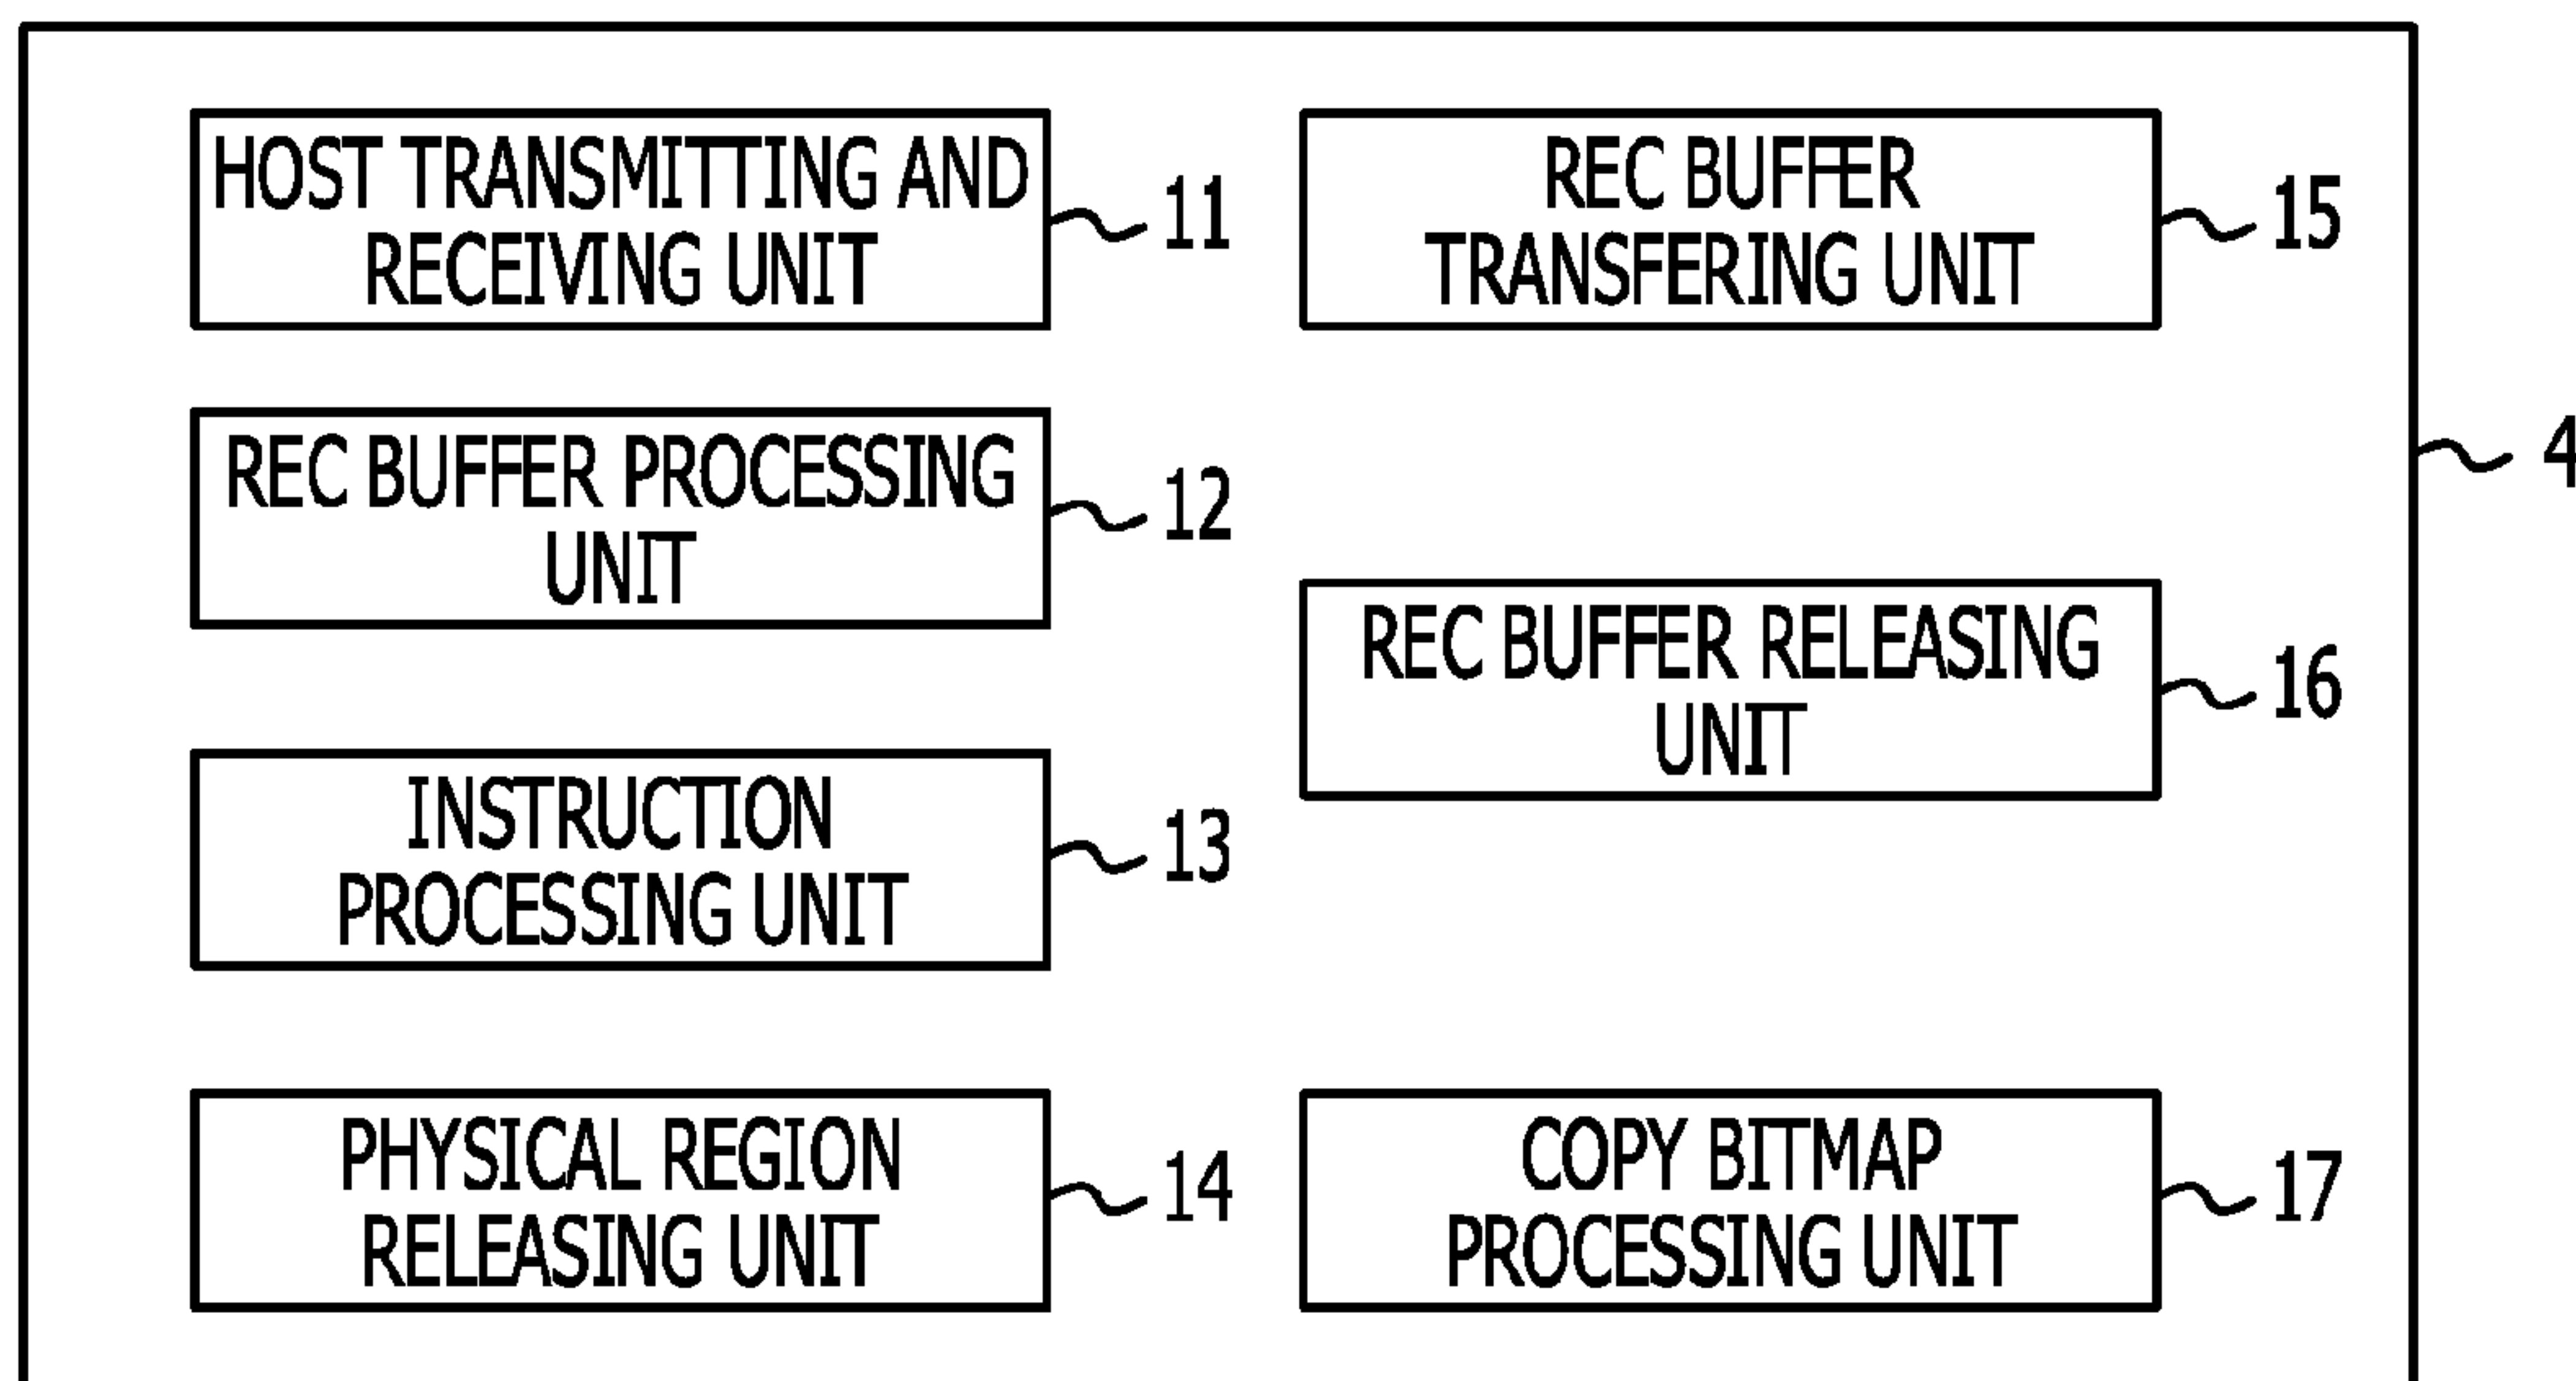 HOST TRANSMITTING AND
RECEIVING UNIT
11
REC BUFFER PROCESSING
UNIT
12
INSTRUCTION
PROCESSING UNIT
13
PHYSICAL REGION
RELEASING UNIT
14
REC BUFFER
TRANSFERING UNIT
15
REC BUFFER RELEASING
UNIT
16
COPY BITMAP
PROCESSING UNIT
17
4